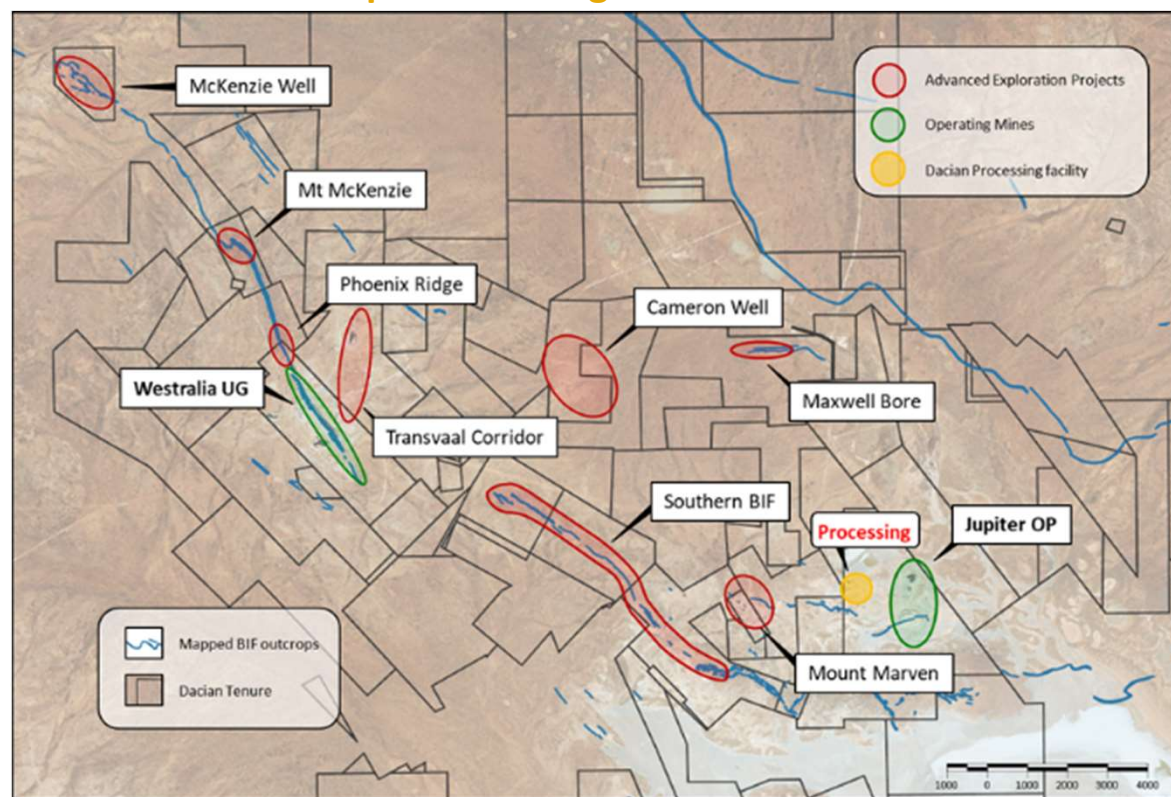 McKenzie Well
Advanced Exploration Projects
Operating Mines
Dacian Processing facility
Mt McKenzie
Phoenix Ridge
Cameron Well
Westralia UG
Maxwell Bore
Transvaal Corridor
Southern BIF
Processing
Jupiter OP
Mapped BIF outcrops
Dacian Tenure
Mount Marven
1000 0 1000 2000 3000 4000